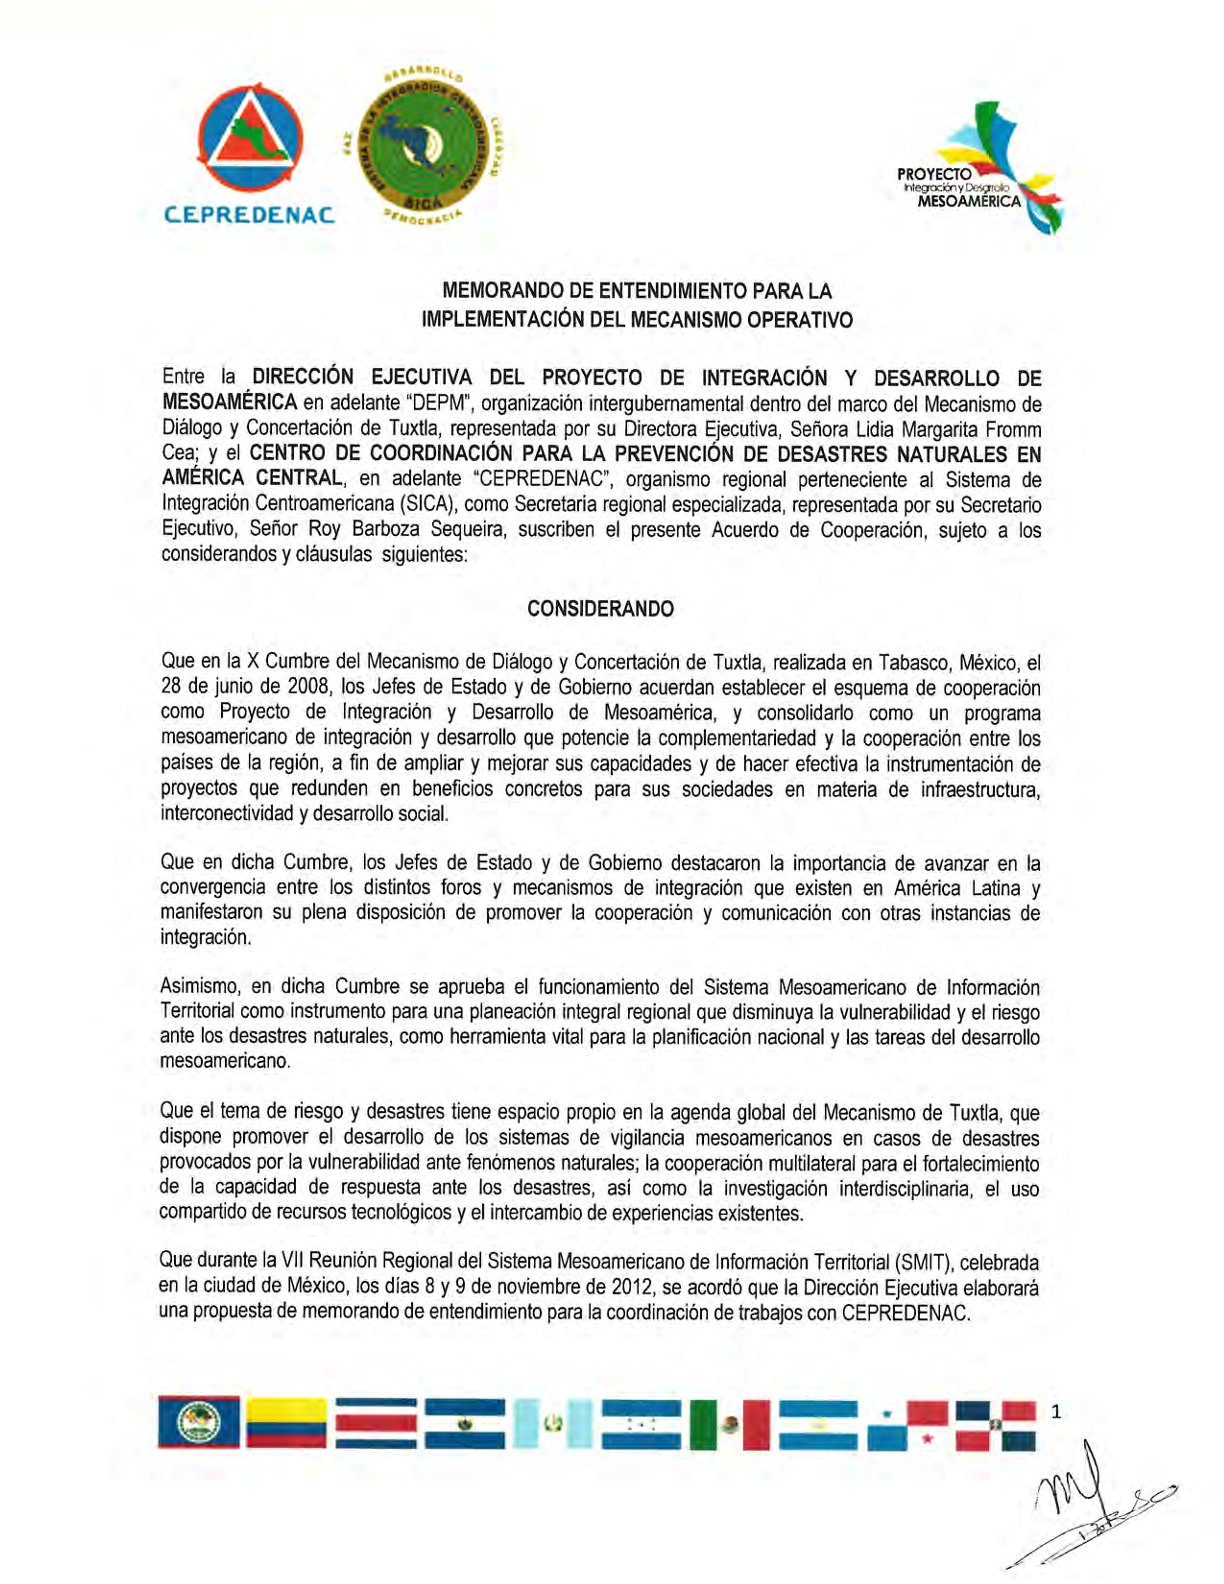 DESARROLLO
PAZ
LIBERTAD
SISTEMA DE LA INTEGRACION CENTROAMERICANA
SICA
DEMOCRACIA
CEPREDENAC
PROYECTO
Integración y Desarrollo
MESOAMÉRICA
MEMORANDO DE ENTENDIMIENTO PARA LA
IMPLEMENTACIÓN DEL MECANISMO OPERATIVO
Entre la DIRECCIÓN EJECUTIVA DEL PROYECTO DE INTEGRACIÓN Y DESARROLLO DE
MESOAMÉRICA en adelante “DEPM”, organización intergubernamental dentro del marco del Mecanismo de
Diálogo y Concertación de Tuxtla, representada por su Directora Ejecutiva, Señora Lidia Margarita Fromm
Cea; y el CENTRO DE COORDINACIÓN PARA LA PREVENCIÓN DE DESASTRES NATURALES EN
AMÉRICA CENTRAL, en adelante “CEPREDENAC”, organismo regional perteneciente al Sistema de
Integración Centroamericana (SICA), como Secretaria regional especializada, representada por su Secretario
Ejecutivo, Señor Roy Barboza Sequeira, suscriben el presente Acuerdo de Cooperación, sujeto a los
considerandos y cláusulas siguientes:
CONSIDERANDO
Que en la X Cumbre del Mecanismo de Diálogo y Concertación de Tuxtla, realizada en Tabasco, México, el
28 de junio de 2008, los Jefes de Estado y de Gobierno acuerdan establecer el esquema de cooperación
como Proyecto de Integración y Desarrollo de Mesoamérica, y consolidarlo como un programa
mesoamericano de integración y desarrollo que potencie la complementariedad y la cooperación entre los
países de la región, a fin de ampliar y mejorar sus capacidades y de hacer efectiva la instrumentación de
proyectos que redunden en beneficios concretos para sus sociedades en materia de infraestructura,
interconectividad y desarrollo social.
Que en dicha Cumbre, los Jefes de Estado y de Gobierno destacaron la importancia de avanzar en la
convergencia entre los distintos foros y mecanismos de integración que existen en América Latina y
manifestaron su plena disposición de promover la cooperación y comunicación con otras instancias de
integración.
Asimismo, en dicha Cumbre se aprueba el funcionamiento del Sistema Mesoamericano de Información
Territorial como instrumento para una planeación integral regional que disminuya la vulnerabilidad y el riesgo
ante los desastres naturales, como herramienta vital para la planificación nacional y las tareas del desarrollo
mesoamericano.
Que el tema de riesgo y desastres tiene espacio propio en la agenda global del Mecanismo de Tuxtla, que
dispone promover el desarrollo de los sistemas de vigilancia mesoamericanos en casos de desastres
provocados por la vulnerabilidad ante fenómenos naturales; la cooperación multilateral para el fortalecimiento
de la capacidad de respuesta ante los desastres, así como la investigación interdisciplinaria, el uso
compartido de recursos tecnológicos y el intercambio de experiencias existentes.
Que durante la VII Reunión Regional del Sistema Mesoamericano de Información Territorial (SMIT), celebrada
en la ciudad de México, los días 8 y 9 de noviembre de 2012, se acordó que la Dirección Ejecutiva elaborará
una propuesta de memorando de entendimiento para la coordinación de trabajos con CEPREDENAC.
1